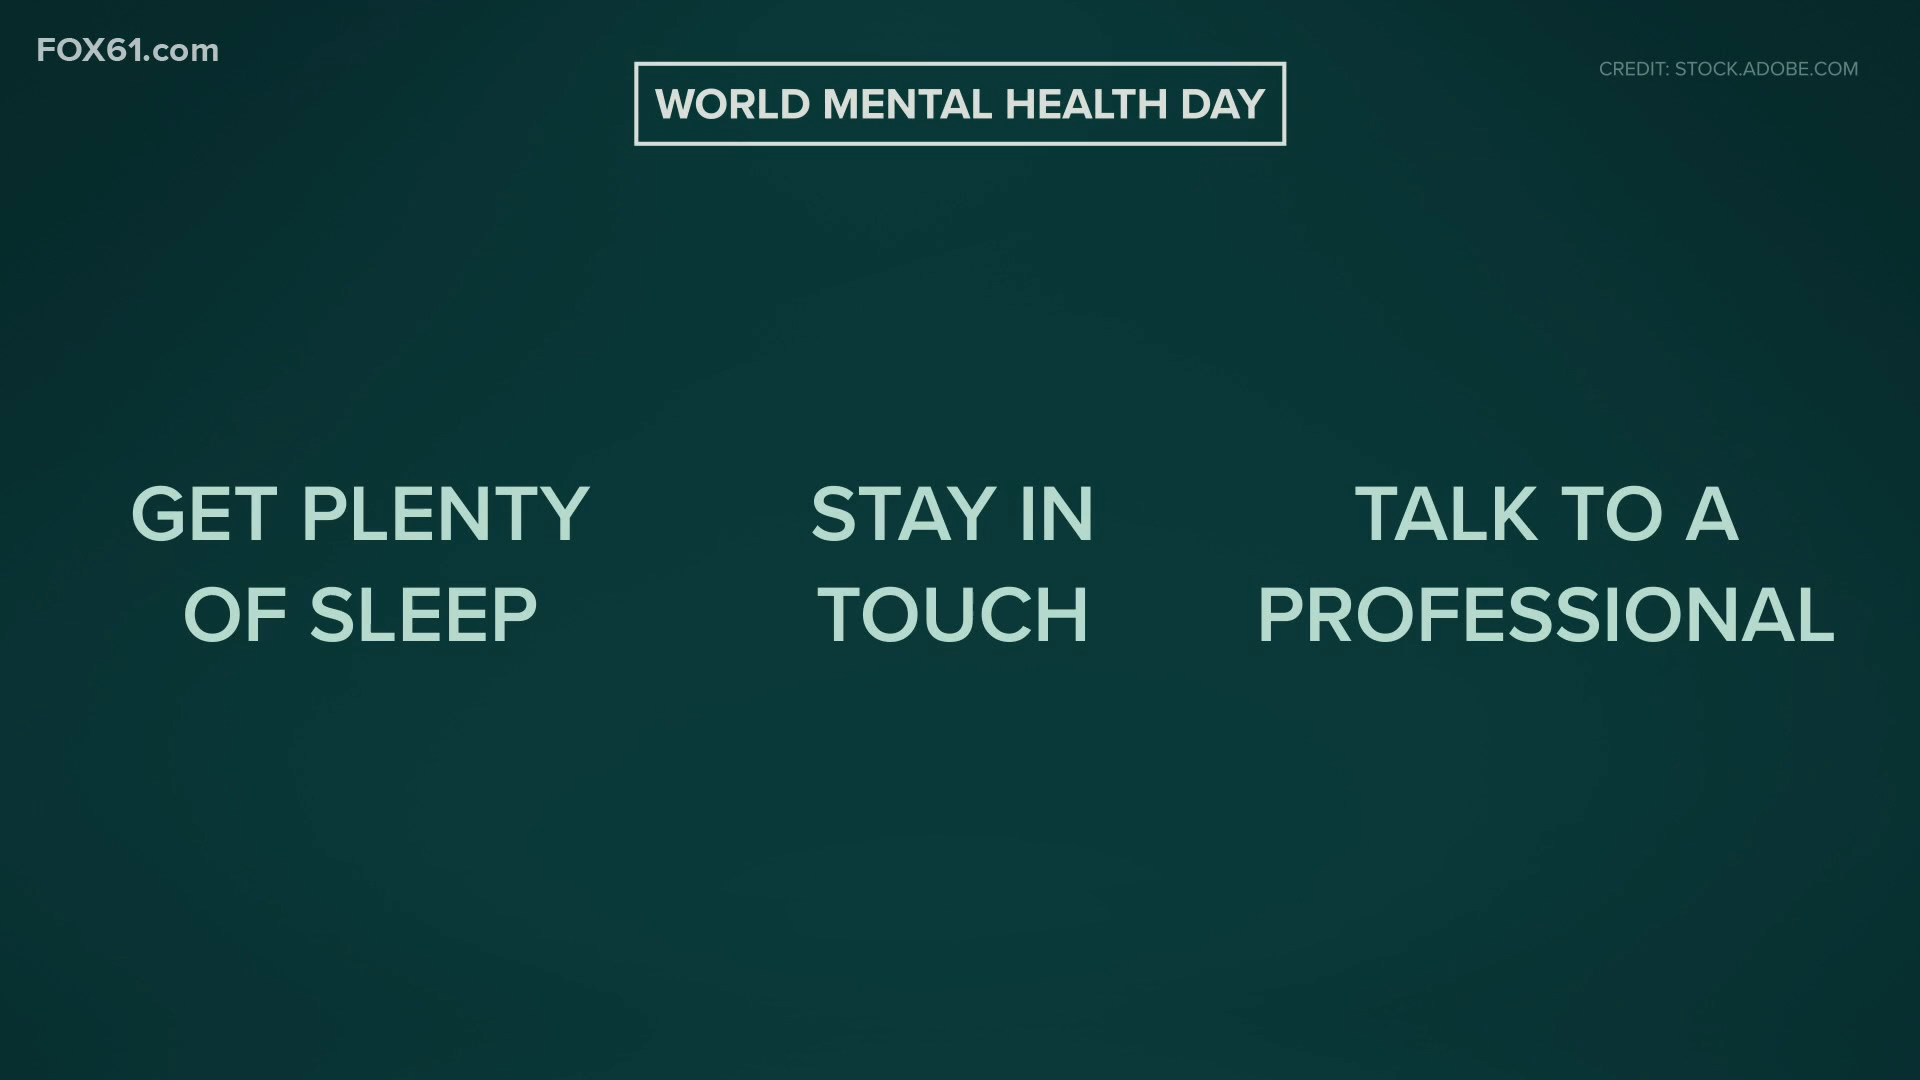 FOX61.com
CREDIT: STOCK.ADOBE.COM
WORLD MENTAL HEALTH DAY
GET PLENTY
OF SLEEP
STAY IN
TOUCH
TALK TO A
PROFESSIONAL